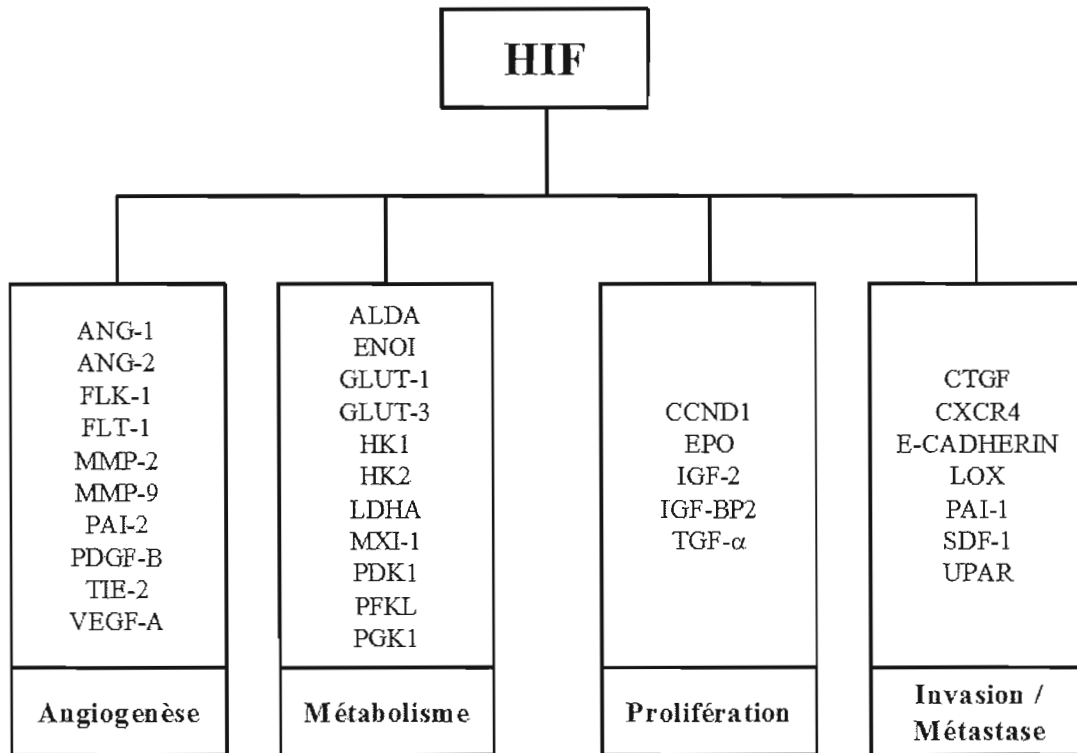 HIF
ANG-1
ANG-2
FLK-1
FLT-1
MMP-2
MMP-9
PAI-2
PDGF-B
TIE-2
VEGF-A
Angiogenèse
ALDA
ENOI
GLUT-1
GLUT-3
HK1
HK2
LDHA
MXI-1
PDK1
PFKL
PGK1
Métabolisme
CCND1
EPO
IGF-2
IGF-BP2
TGF-α
Prolifération
CTGF
CXCR4
E-CADHERIN
LOX
PAI-1
SDF-1
UPAR
Invasion /
Métastase